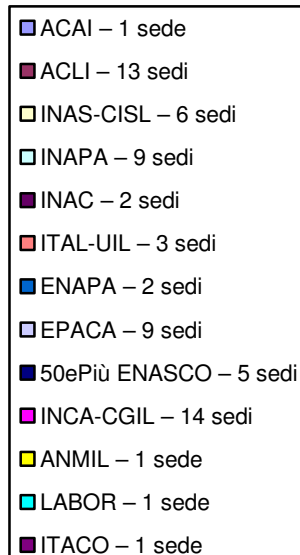 ACAI – 1 sede
ACLI – 13 sedi
INAS-CISL – 6 sedi
INAPA – 9 sedi
INAC – 2 sedi
ITAL-UIL – 3 sedi
ENAPA – 2 sedi
EPACA – 9 sedi
50ePiù ENASCO – 5 sedi
INCA-CGIL – 14 sedi
ANMIL – 1 sede
LABOR – 1 sede
ITACO – 1 sede